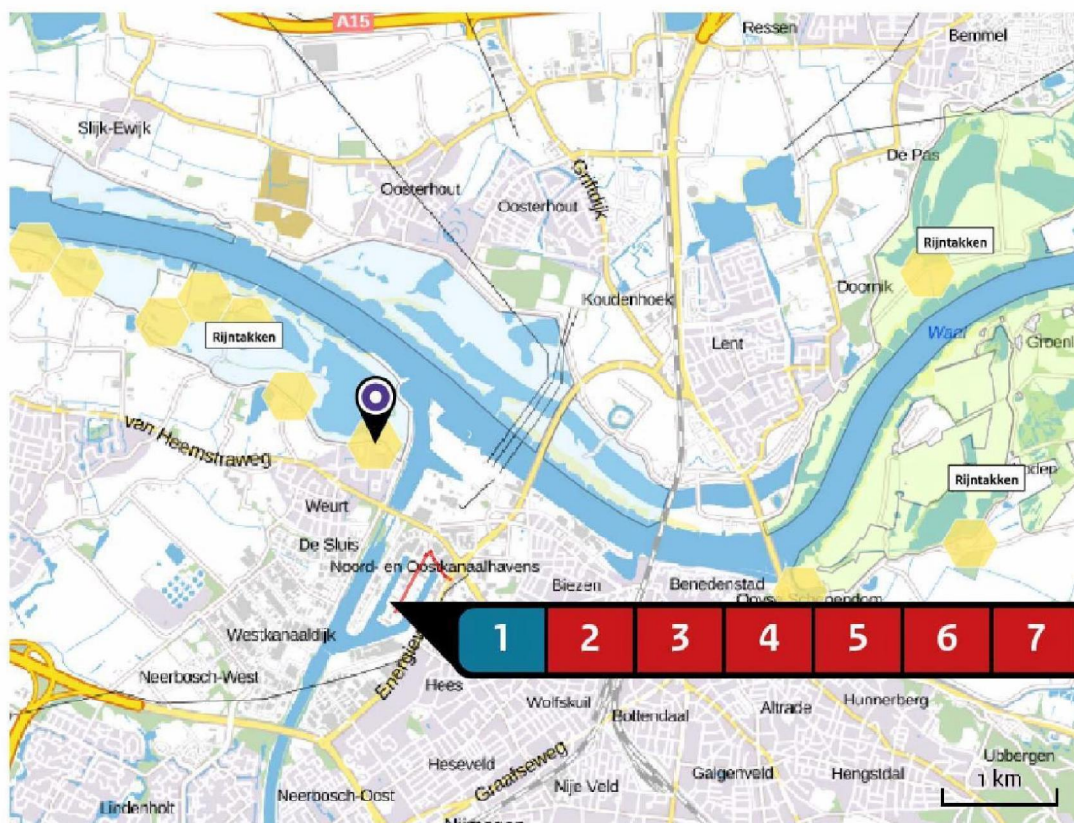 A15
Ressen
Bemmel
Slijk-Ewijk
De Pas
Oosterhout
Oosterhout
Griftdijk
Rijntakken
Doornik
Koudenhoek
Rijntakken
Lent
Waal
van Heemstraweg
Rijntakken
Weurt
De Sluis
Noord- en Oostkanaalhavens
Biezen
Benedenstad
1 2 3 4 5 6 7
Westkanaaldijk
Neerbosch-West
Hees
Wolfskuil
Bottendaal
Altrade
Hunnerberg
Graafseweg
Heseveld
Nije Veld
Galgenveld
Hengstdal
Ubbergen
1 km
Neerbosch-Oost
Lindenholt